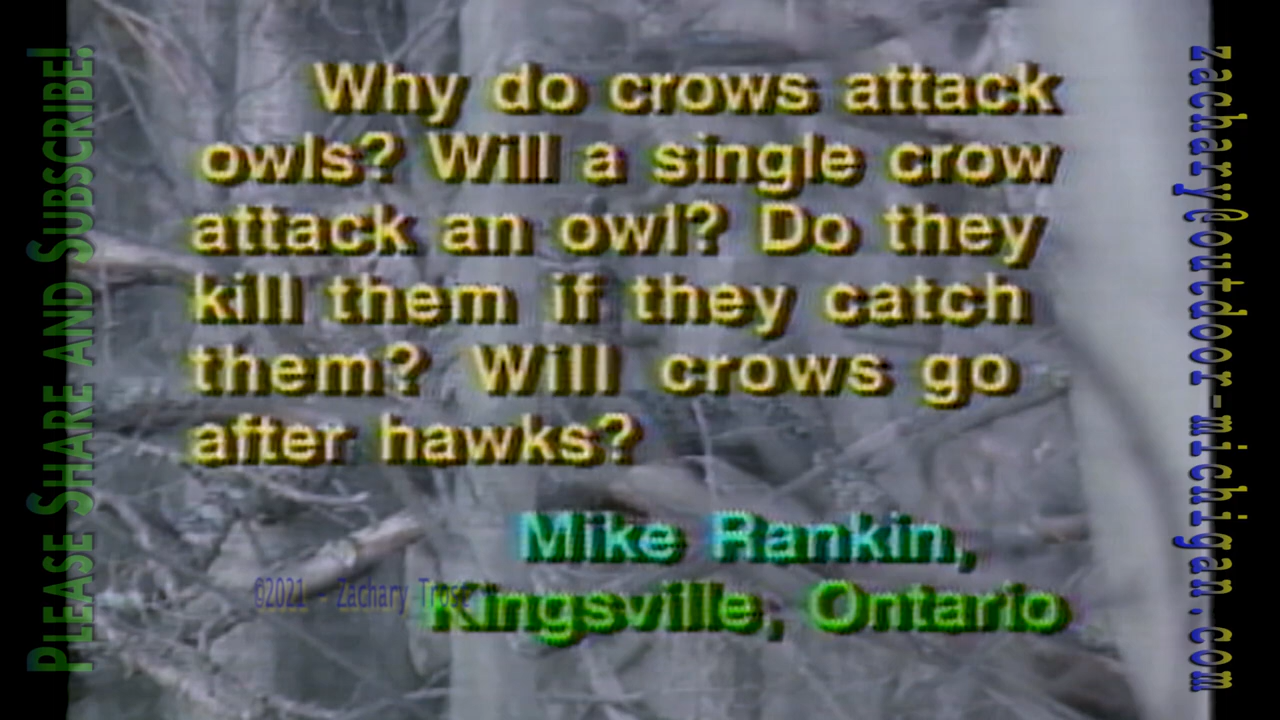 PLEASE SHARE AND SUBSCRIBE!
Why do crows attack
owls? Will a single crow
attack an owl? Do they
kill them if they catch
them? Will crows go
after hawks?
Mike Rankin,
©2021 - Zachary
Kingsville, Ontario
zachary@outdoor-michigan.com